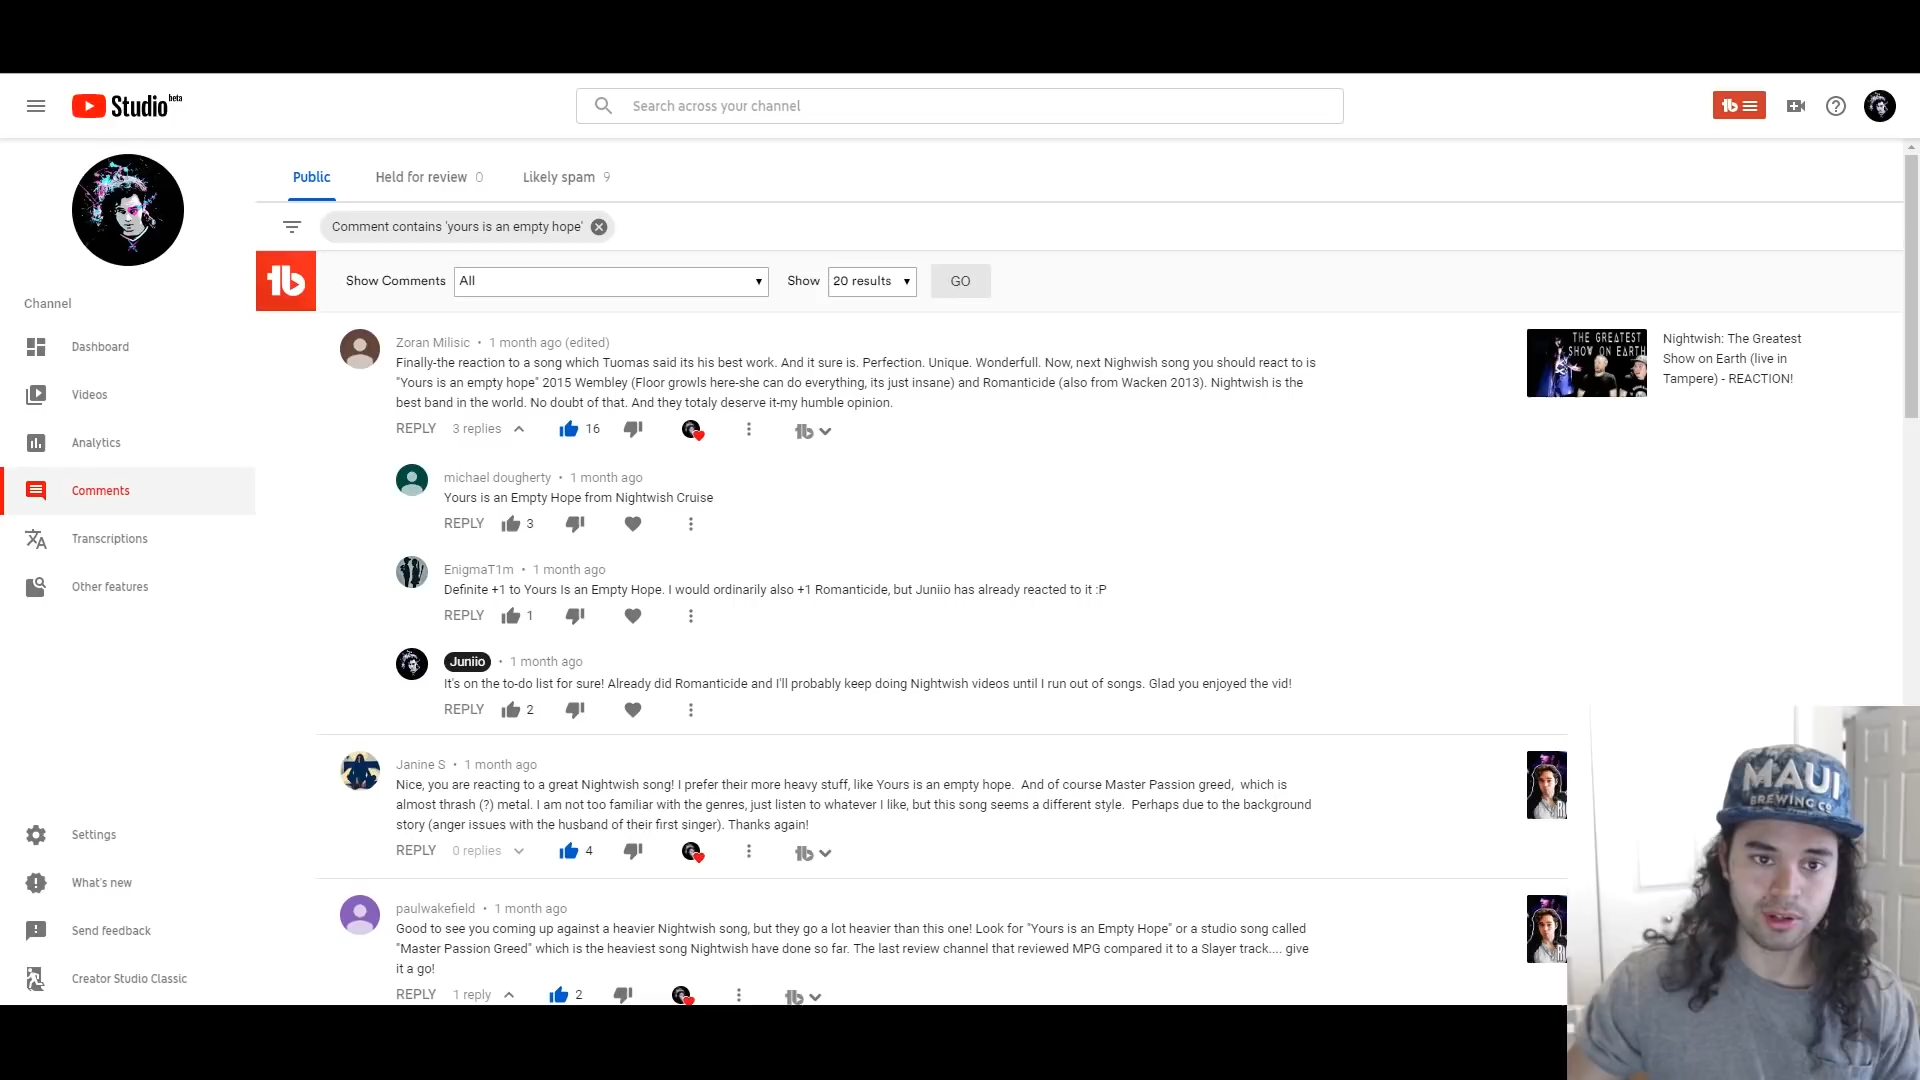 Studio beta
Search across your channel
Public
Held for review 0
Likely spam 9
Comment contains 'yours is an empty hope'
Show Comments
All
Show
20 results
GO
Channel
Dashboard
Videos
Analytics
Comments
Transcriptions
Other features
Settings
What's new
Send feedback
Creator Studio Classic
Zoran Milisic • 1 month ago (edited)
Finally-the reaction to a song which Tuomas said its his best work. And it sure is. Perfection. Unique. Wonderfull. Now, next Nighwish song you should react to is
"Yours is an empty hope" 2015 Wembley (Floor growls here-she can do everything, its just insane) and Romanticide (also from Wacken 2013). Nightwish is the
best band in the world. No doubt of that. And they totaly deserve it-my humble opinion.
REPLY 3 replies 16
THE GREATEST
SHOW ON EARTH
Nightwish: The Greatest
Show on Earth (live in
Tampere) - REACTION!
michael dougherty • 1 month ago
Yours is an Empty Hope from Nightwish Cruise
REPLY 3
EnigmaT1m • 1 month ago
Definite +1 to Yours Is an Empty Hope. I would ordinarily also +1 Romanticide, but Juniio has already reacted to it :P
REPLY 1
Juniio • 1 month ago
It's on the to-do list for sure! Already did Romanticide and I'll probably keep doing Nightwish videos until I run out of songs. Glad you enjoyed the vid!
REPLY 2
Janine S • 1 month ago
Nice, you are reacting to a great Nightwish song! I prefer their more heavy stuff, like Yours is an empty hope. And of course Master Passion greed, which is
almost thrash (?) metal. I am not too familiar with the genres, just listen to whatever I like, but this song seems a different style. Perhaps due to the background
story (anger issues with the husband of their first singer). Thanks again!
REPLY 0 replies 4
paulwakefield • 1 month ago
Good to see you coming up against a heavier Nightwish song, but they go a lot heavier than this one! Look for "Yours is an Empty Hope" or a studio song called
"Master Passion Greed" which is the heaviest song Nightwish have done so far. The last review channel that reviewed MPG compared it to a Slayer track.... give
it a go!
REPLY 1 reply 2
MAUI
BREWING CO